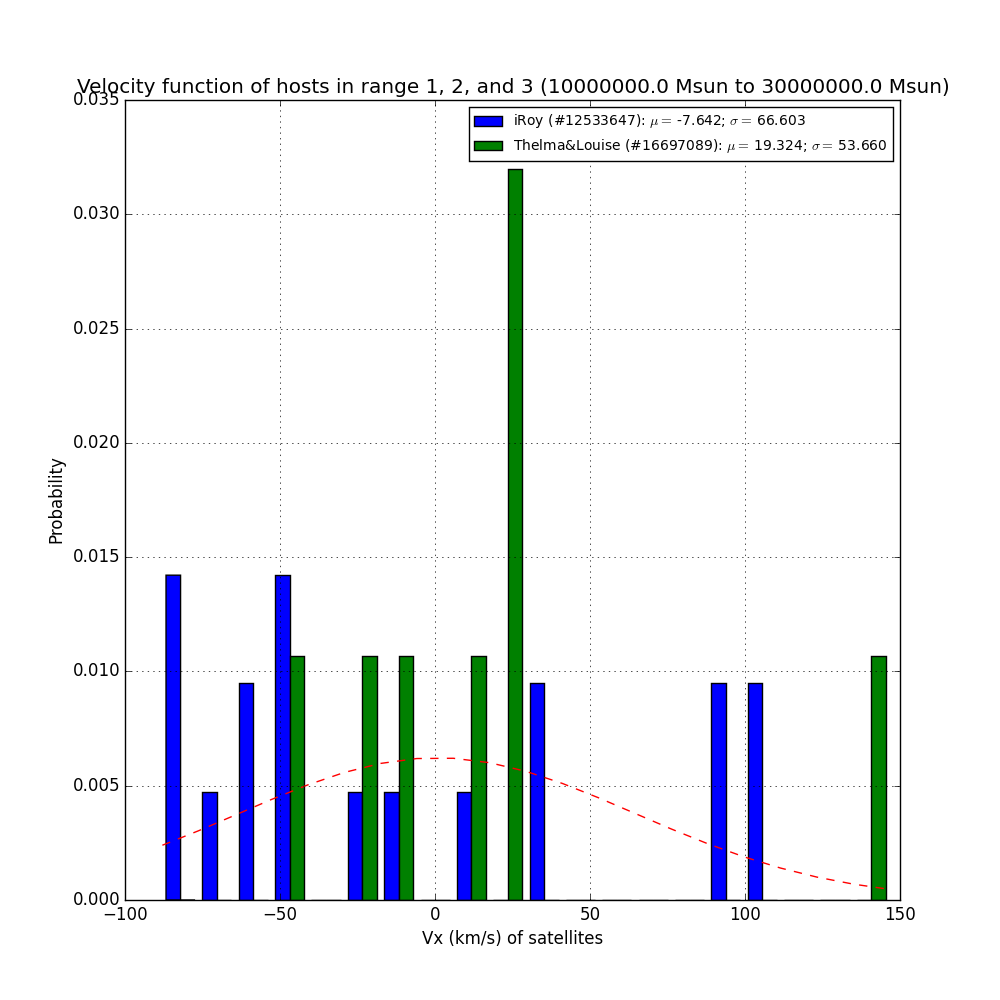 Velocity function of hosts in range 1, 2, and 3 (10000000.0 Msun to 30000000.0 Msun)
iRoy (#12533647): μ = -7.642; σ = 66.603
Thelma&Louise (#16697089): μ = 19.324; σ = 53.660
0.035
0.030
0.025
0.020
0.015
0.010
0.005
0.000
Probability
−100 −50 0 50 100 150
Vx (km/s) of satellites